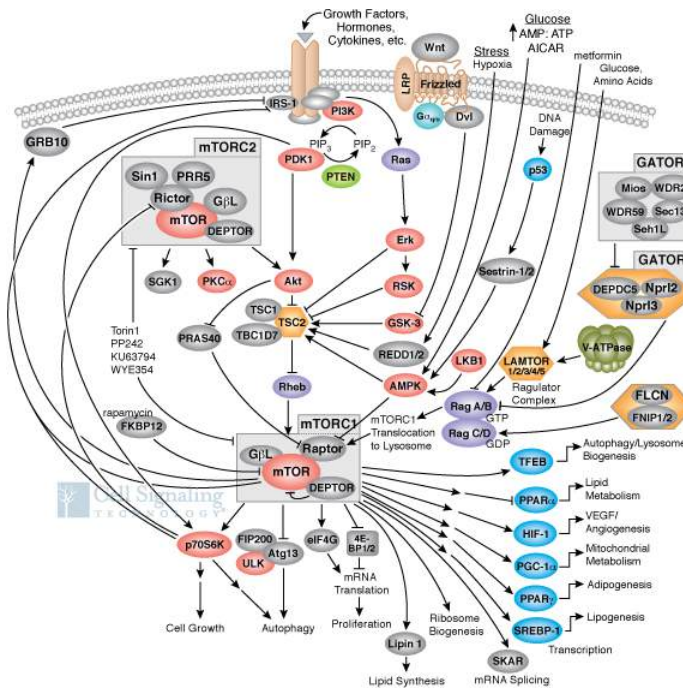 Growth Factors,
Hormones,
Cytokines, etc.
Wnt
LRP
Frizzled
Dvl
Stress
Hypoxia
Glucose
AMP: ATP
AICAR
metformin
Glucose,
Amino Acids
IRS-1
PI3K
GRB10
PIP3
PIP2
PDK1
PTEN
Ras
DNA
Damage
p53
mTORC2
Sin1
PRR5
Rictor
GβL
mTOR
DEPTOR
GATOR
Mios
WDR2
WDR59
Sec13
Seh1L
GATOR
DEPDC5
Nprl2
Nprl3
SGK1
PKCα
Akt
Erk
RSK
Sestrin-1/2
TSC1
TSC2
TBC1D7
GSK-3
PRAS40
REDD1/2
LKB1
AMPK
V-ATPase
LAMTOR
1/2/3/4/5
Ragulator
Complex
Torin1
PP242
KU63794
WYE354
Rheb
Rag A/B
GTP
Rag C/D
GDP
FLCN
FNIP1/2
rapamycin
FKBP12
mTORC1
mTORC1
Translocation
to Lysosome
GβL
Raptor
mTOR
DEPTOR
Cell Signaling
TECHNOLOGY®
TFEB
Autophagy/Lysosome
Biogenesis
PPARα
Lipid
Metabolism
HIF-1
VEGF/
Angiogenesis
PGC-1α
Mitochondrial
Metabolism
PPARγ
Adipogenesis
SREBP-1
Lipogenesis
Transcription
p70S6K
FIP200
ULK
Atg13
eIF4G
4E-
BP1/2
mRNA
Translation
Cell Growth
Autophagy
Proliferation
Lipin 1
Lipid Synthesis
Ribosome
Biogenesis
SKAR
mRNA Splicing